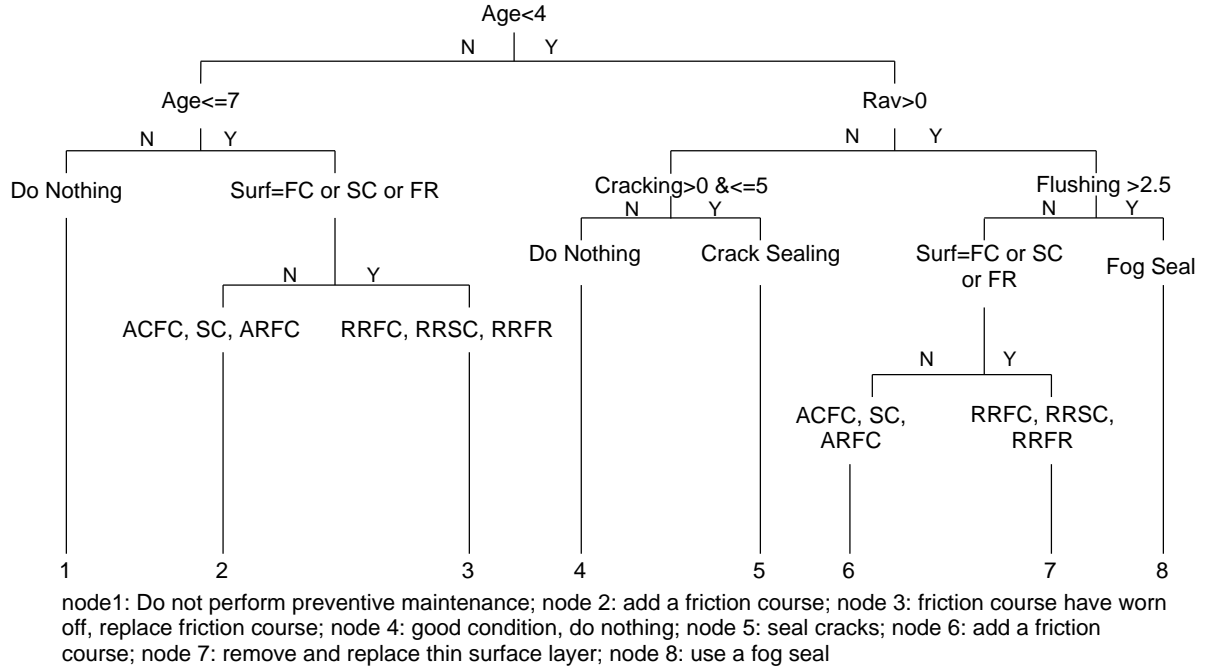 Age<4
N Y
Age<=7 Rav>0
N Y N Y
Do Nothing Surf=FC or SC or FR Cracking>0 &<=5 Flushing >2.5
N Y N Y
Do Nothing Crack Sealing Surf=FC or SC
or FR Fog Seal
N Y
ACFC, SC, ARFC RRFC, RRSC, RRFR
N Y
ACFC, SC,
ARFC
RRFC, RRSC,
RRFR
1 2 3 4 5 6 7 8
node1: Do not perform preventive maintenance; node 2: add a friction course; node 3: friction course have worn
off, replace friction course; node 4: good condition, do nothing; node 5: seal cracks; node 6: add a friction
course; node 7: remove and replace thin surface layer; node 8: use a fog seal